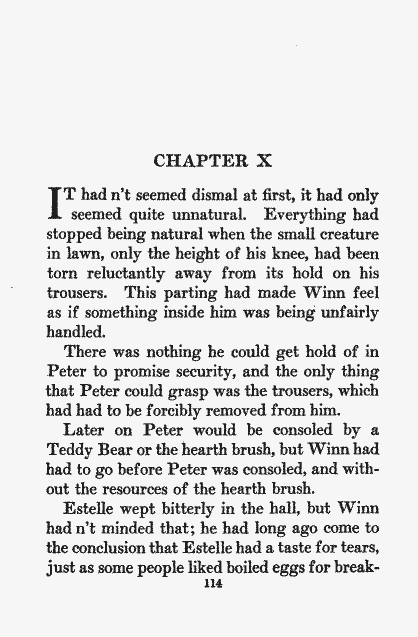 CHAPTER X
IT had n't seemed dismal at first, it had only
seemed quite unnatural. Everything had
stopped being natural when the small creature
in lawn, only the height of his knee, had been
torn reluctantly away from its hold on his
trousers. This parting had made Winn feel
as if something inside him was being unfairly
handled.
There was nothing he could get hold of in
Peter to promise security, and the only thing
that Peter could grasp was the trousers, which
had had to be forcibly removed from him.
Later on Peter would be consoled by a
Teddy Bear or the hearth brush, but Winn had
had to go before Peter was consoled, and with-
out the resources of the hearth brush.
Estelle wept bitterly in the hall, but Winn
had n't minded that; he had long ago come to
the conclusion that Estelle had a taste for tears,
just as some people liked boiled eggs for break-
114